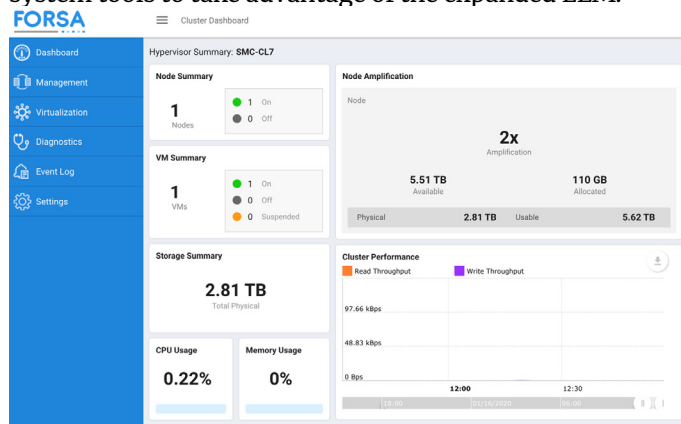 system tools to take advantage of the expanded LLM.
FORSA
Cluster Dashboard
Dashboard
Management
Virtualization
Diagnostics
Event Log
Settings
Hypervisor Summary: SMC-CL7
Node Summary
1
Nodes
1 On
0 Off
VM Summary
1
VMs
1 On
0 Off
0 Suspended
Storage Summary
2.81 TB
Total Physical
CPU Usage
0.22%
Memory Usage
0%
Node Amplification
Node
2x
Amplification
5.51 TB
Available
110 GB
Allocated
Physical 2.81 TB Usable 5.62 TB
Cluster Performance
Read Throughput Write Throughput
97.66 kBps
48.83 kBps
0 Bps
12:00 12:30
18:00 01/16/2020 06:00